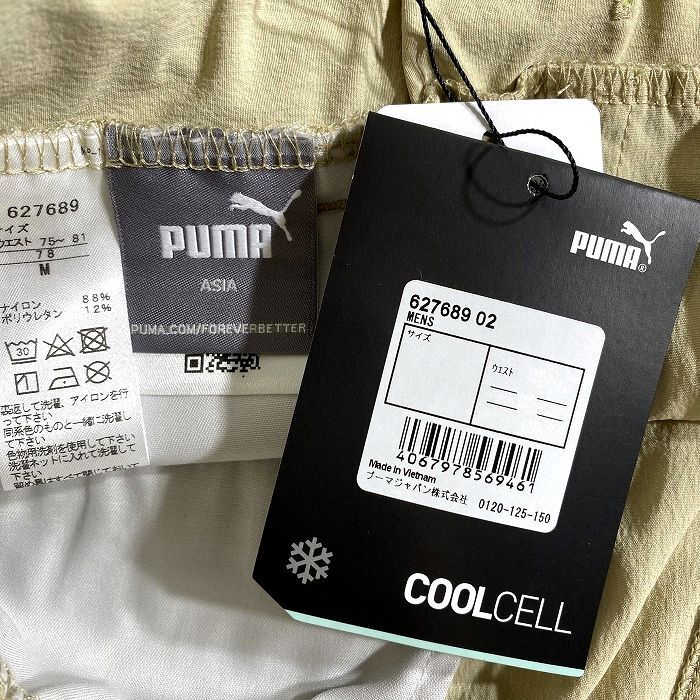 627689
サイズ
ウエスト 75～ 81
78
M
ナイロン 88%
ポリウレタン 12%
30
裏返して洗濯、アイロンを行
って下さい
同系色のものと一緒に洗濯し
て下さい
色物用洗剤を使用して下さい
洗濯ネットに入れて洗濯して
下さい
PUMA
ASIA
PUMA.COM/FOREVERBETTER
PUMA
627689 02
MENS
サイズ
ウエスト
4067978569461
Made in Vietnam
プーマジャパン株式会社 0120-125-150
COOLCELL